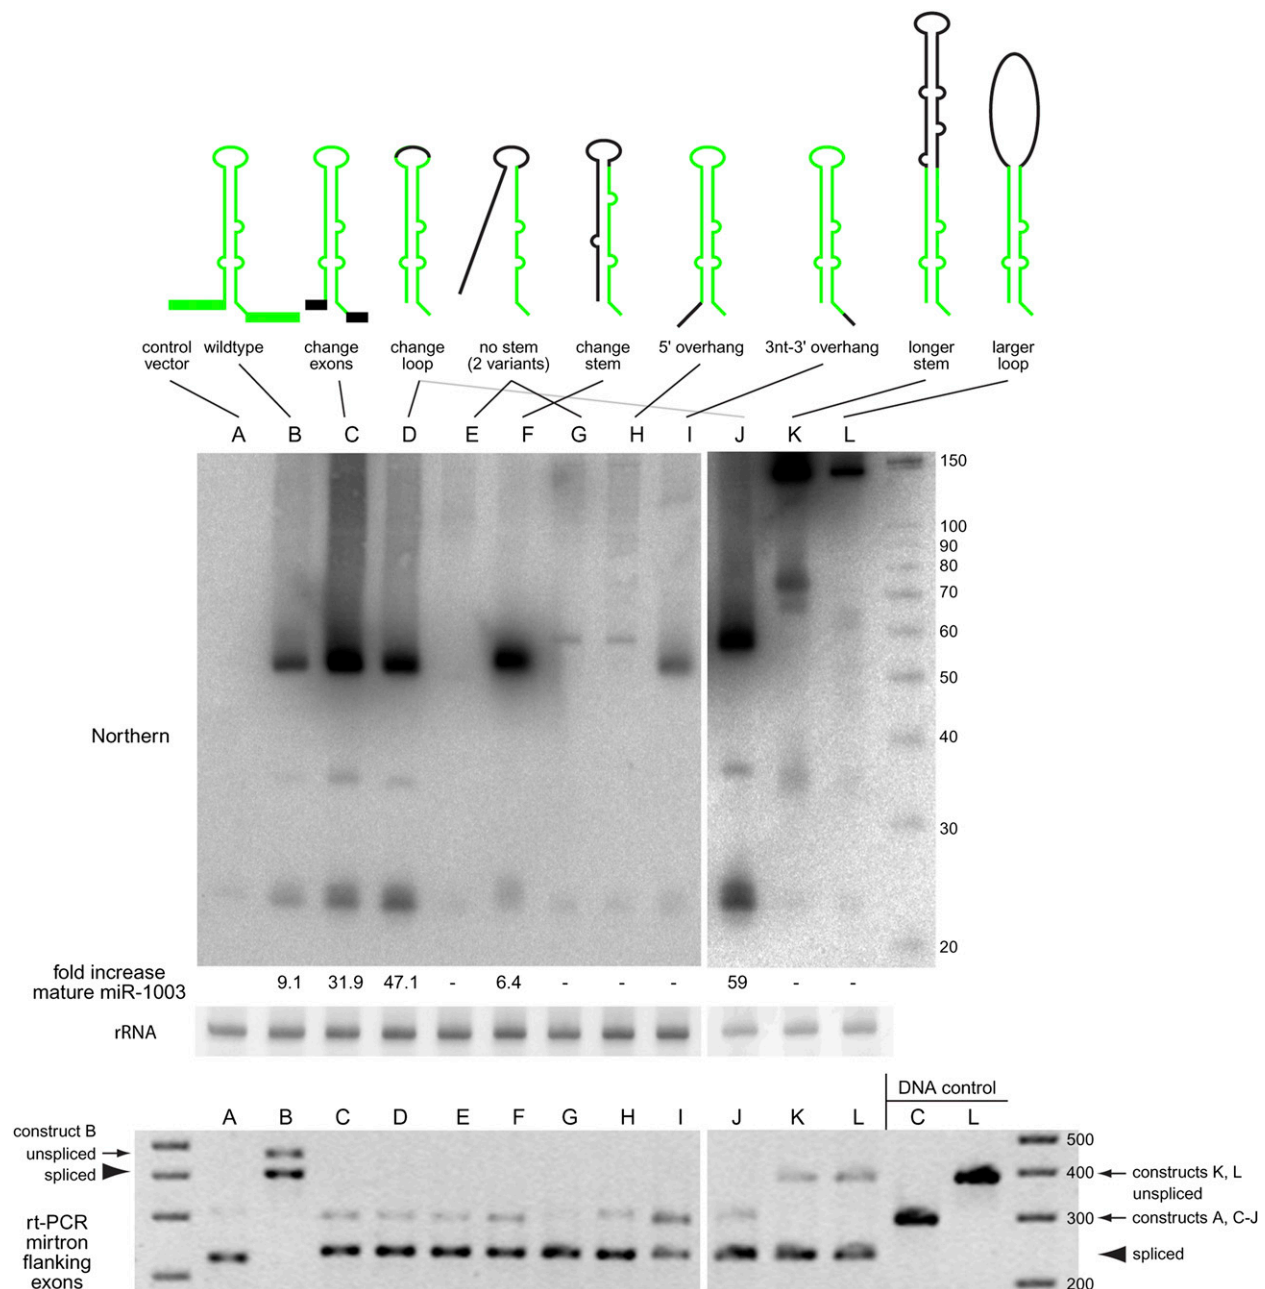 control vector
wildtype
change exons
change loop
no stem (2 variants)
change stem
5' overhang
3nt-3' overhang
longer stem
larger loop
A B C D E F G H I J K L
150
100
90
80
70
60
50
40
30
20
Northern
fold increase
mature miR-1003
9.1 31.9 47.1 - 6.4 - - - 59 - -
rRNA
DNA control
A B C D E F G H I J K L C L
construct B
unspliced
spliced
rt-PCR
mirtron
flanking
exons
500
400
300
200
constructs K, L
unspliced
constructs A, C-J
spliced